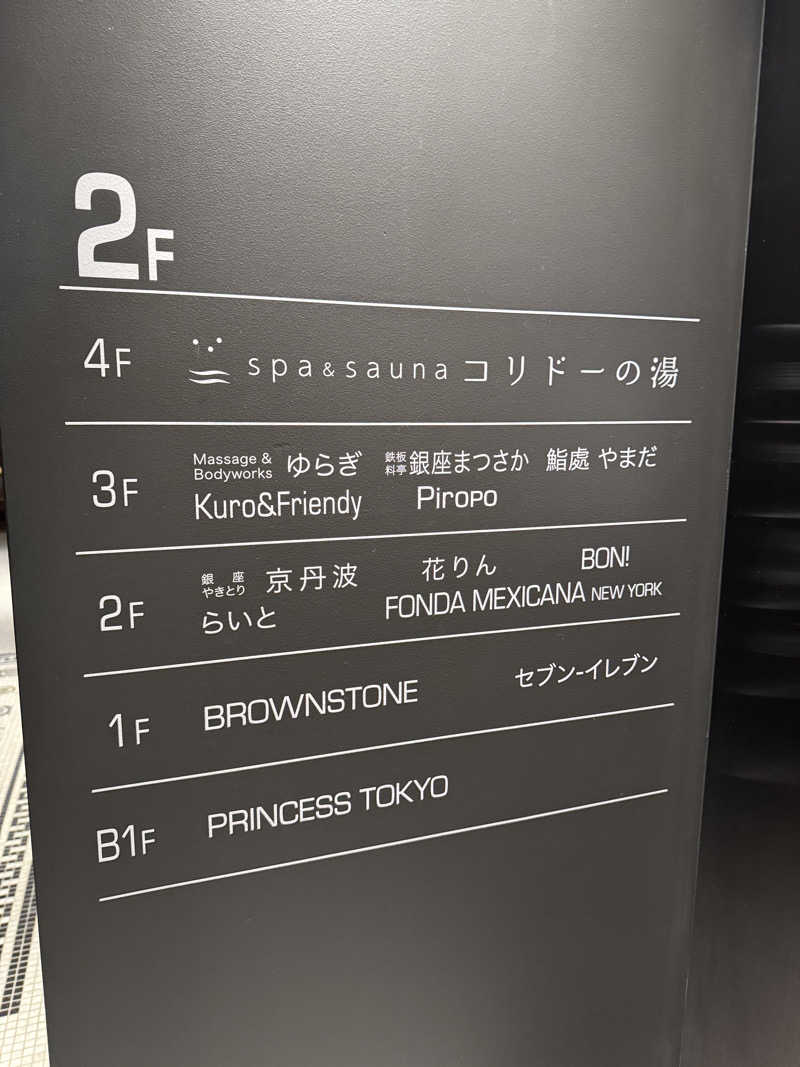 2F
4F spa&sauna コリドーの湯
3F Massage & Bodyworks ゆらぎ 鉄板料亭 銀座まつさか 鮨處 やまだ
Kuro&Friendy Piropo
2F 銀座やきとり 京丹波 花りん BON!
らいと FONDA MEXICANA NEW YORK
1F BROWNSTONE セブン-イレブン
B1F PRINCESS TOKYO